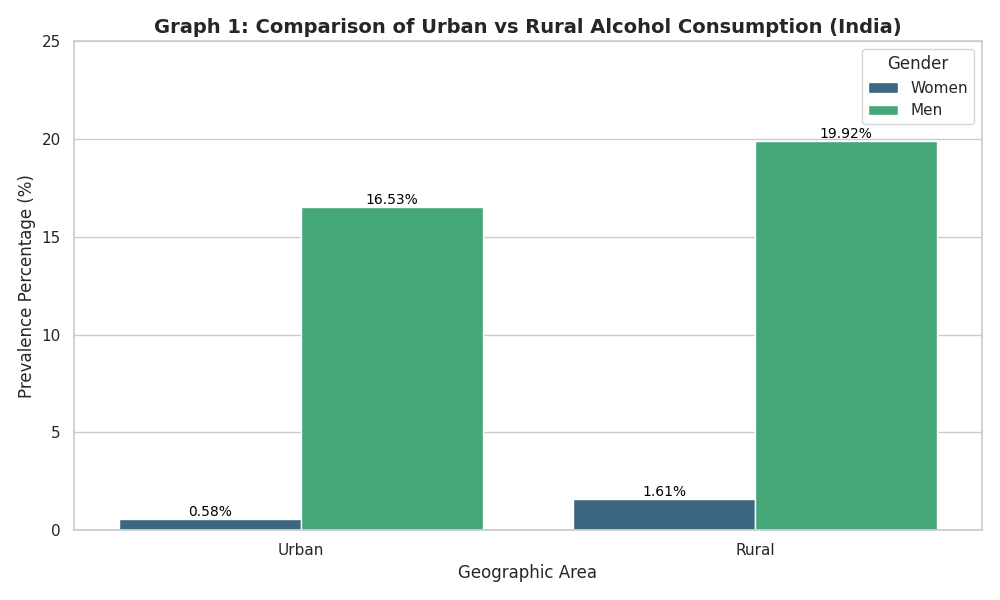 Graph 1: Comparison of Urban vs Rural Alcohol Consumption (India)
Gender
Women
Men
25
20
15
10
5
0
Prevalence Percentage (%)
0.58%
16.53%
1.61%
19.92%
Urban
Rural
Geographic Area